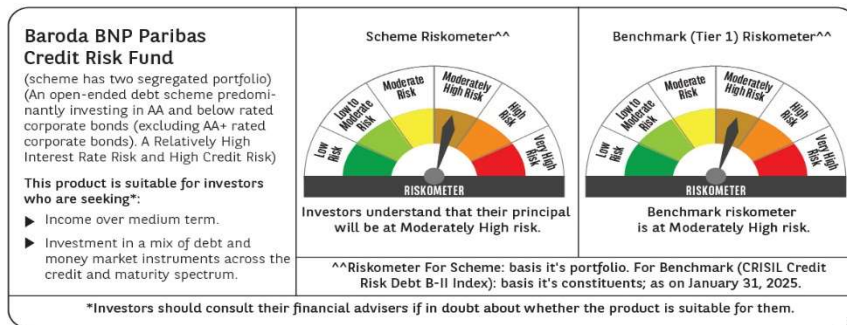 Baroda BNP Paribas
Credit Risk Fund
(scheme has two segregated portfolio)
(An open-ended debt scheme predomi-
nantly investing in AA and below rated
corporate bonds (excluding AA+ rated
corporate bonds). A Relatively High
Interest Rate Risk and High Credit Risk)
This product is suitable for investors
who are seeking*:
▶ Income over medium term.
▶ Investment in a mix of debt and
money market instruments across the
credit and maturity spectrum.
Scheme Riskometer^^
Low
Risk
Low to
Moderate
Risk
Moderate
Risk
Moderately
High Risk
High
Risk
Very High
Risk
RISKOMETER
Investors understand that their principal
will be at Moderately High risk.
Benchmark (Tier 1) Riskometer^^
Low
Risk
Low to
Moderate
Risk
Moderate
Risk
Moderately
High Risk
High
Risk
Very High
Risk
RISKOMETER
Benchmark riskometer
is at Moderately High risk.
^^Riskometer For Scheme: basis it's portfolio. For Benchmark (CRISIL Credit
Risk Debt B-II Index): basis it's constituents; as on January 31, 2025.
*Investors should consult their financial advisers if in doubt about whether the product is suitable for them.